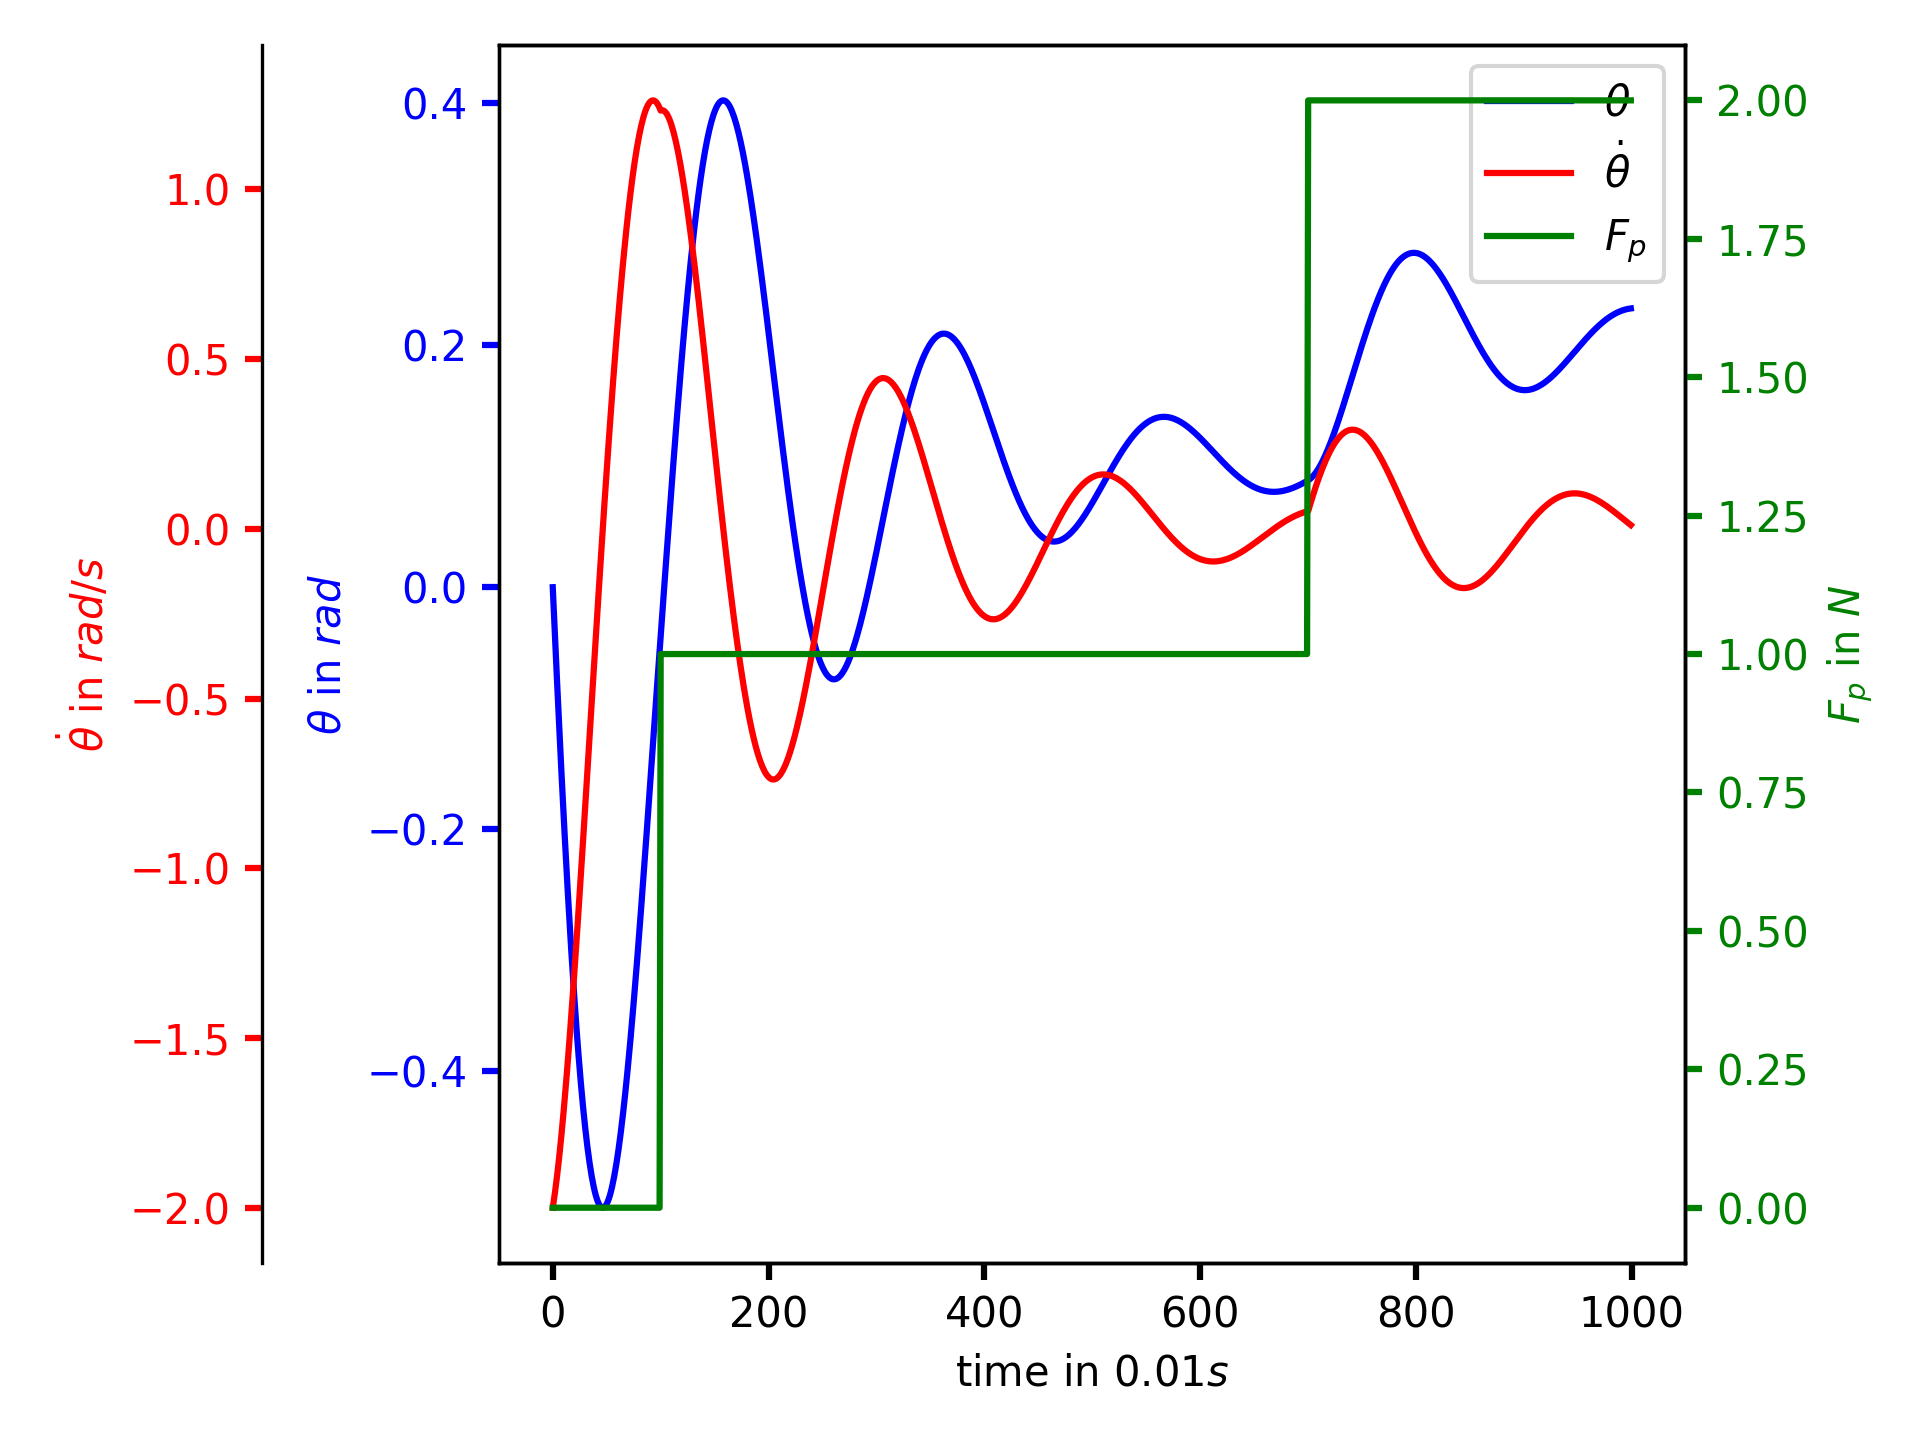 θ̇ in rad/s
1.0
0.5
0.0
−0.5
−1.0
−1.5
−2.0
θ in rad
0.4
0.2
0.0
−0.2
−0.4
θ
θ̇
F_p
2.00
1.75
1.50
1.25
1.00
0.75
0.50
0.25
0.00
F_p in N
0 200 400 600 800 1000
time in 0.01s